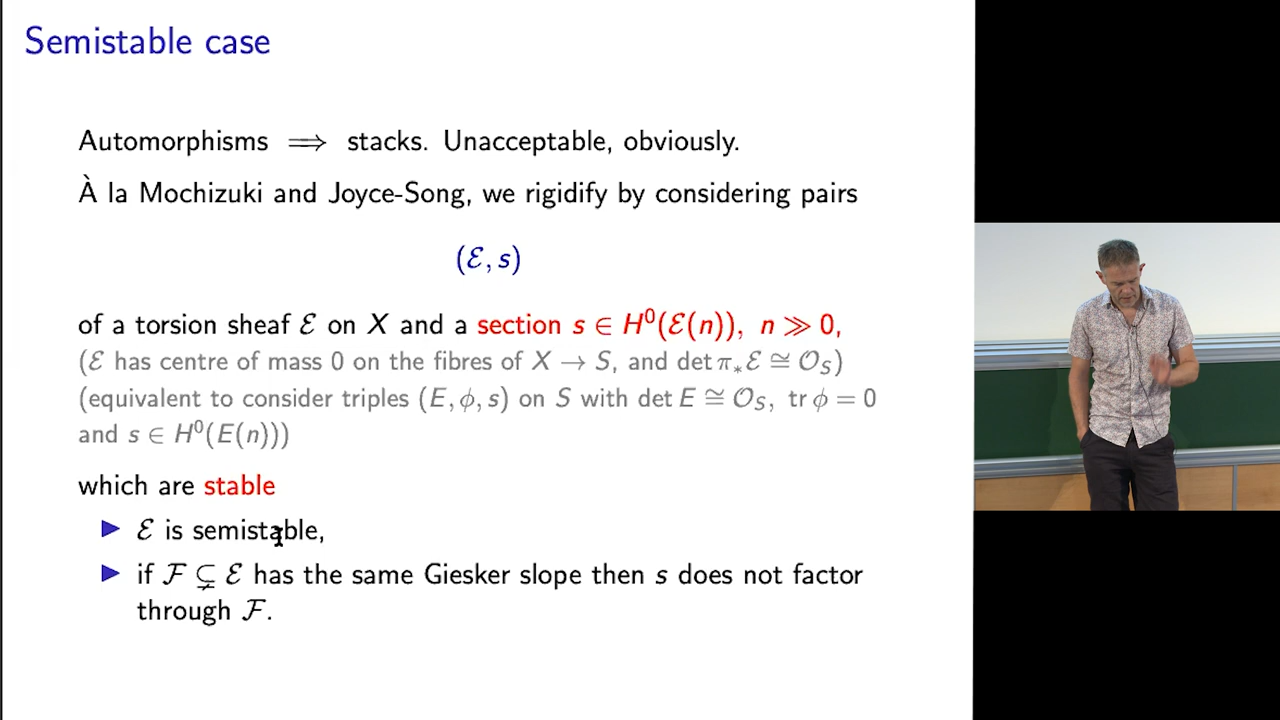 Semistable case
Automorphisms ⟹ stacks. Unacceptable, obviously.
À la Mochizuki and Joyce-Song, we rigidify by considering pairs
(ℰ, s)
of a torsion sheaf ℰ on X and a section s ∈ H⁰(ℰ(n)), n ≫ 0,
(ℰ has centre of mass 0 on the fibres of X → S, and det π∗ℰ ≅ 𝒪_S)
(equivalent to consider triples (E, ϕ, s) on S with det E ≅ 𝒪_S, tr ϕ = 0
and s ∈ H⁰(E(n)))
which are stable
▶ ℰ is semistable,
▶ if ℱ ⊊ ℰ has the same Giesker slope then s does not factor
through ℱ.